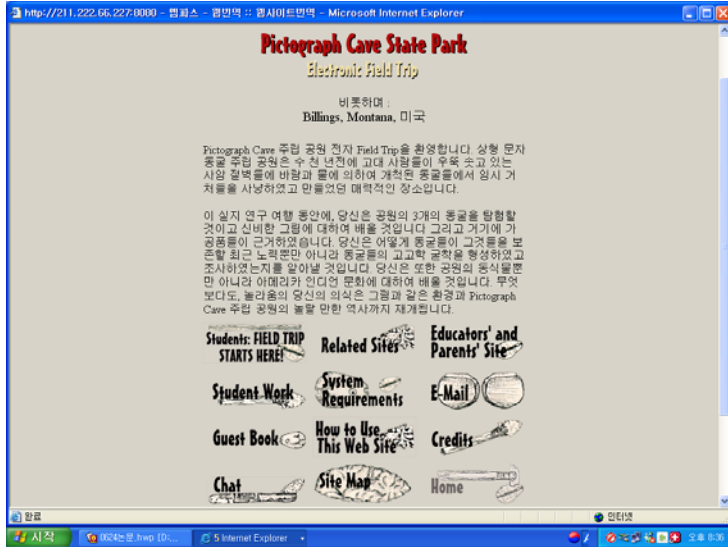 http://211.222.66.227:8080 - 웹피스 - 웹번역 :: 웹사이트번역 - Microsoft Internet Explorer
Pictograph Cave State Park
Electronic Field Trip
비롯하며 :
Billings, Montana, 미국
Pictograph Cave 주립 공원 전자 Field Trip을 환영합니다. 상형 문자
동굴 주립 공원은 수 천 년전에 고대 사람들이 우뚝 솟고 있는
사암 절벽들에 바람과 물에 의하여 개척된 동굴들에서 임시 거
처들을 사냥하였고 만들었던 매력적인 장소입니다.
이 실지 연구 여행 동안에, 당신은 공원의 3개의 동굴을 탐험할
것이고 신비한 그림에 대하여 배울 것입니다 그리고 거기에 가
공품들이 근거하였습니다. 당신은 어떻게 동굴들이 그것들을 보
존할 최근 노력뿐만 아니라 동굴들의 고고학 굴착을 형성하였고
조사하였는지를 알아낼 것입니다. 당신은 또한 공원의 동식물뿐
만 아니라 아메리카 인디언 문화에 대하여 배울 것입니다. 무엇
보다도, 놀라움의 당신의 의식은 그림과 같은 환경과 Pictograph
Cave 주립 공원의 놀랄 만한 역사까지 재개됩니다.
Students: FIELD TRIP
STARTS HERE!
Related Sites
Educators' and
Parents' Site
Student Work
System
Requirements
E-Mail
Guest Book
How to Use
This Web Site
Credits
Chat
Site Map
Home
완료
인터넷
시작
0624논문.hwp [D:...
5 Internet Explorer
오후 8:36